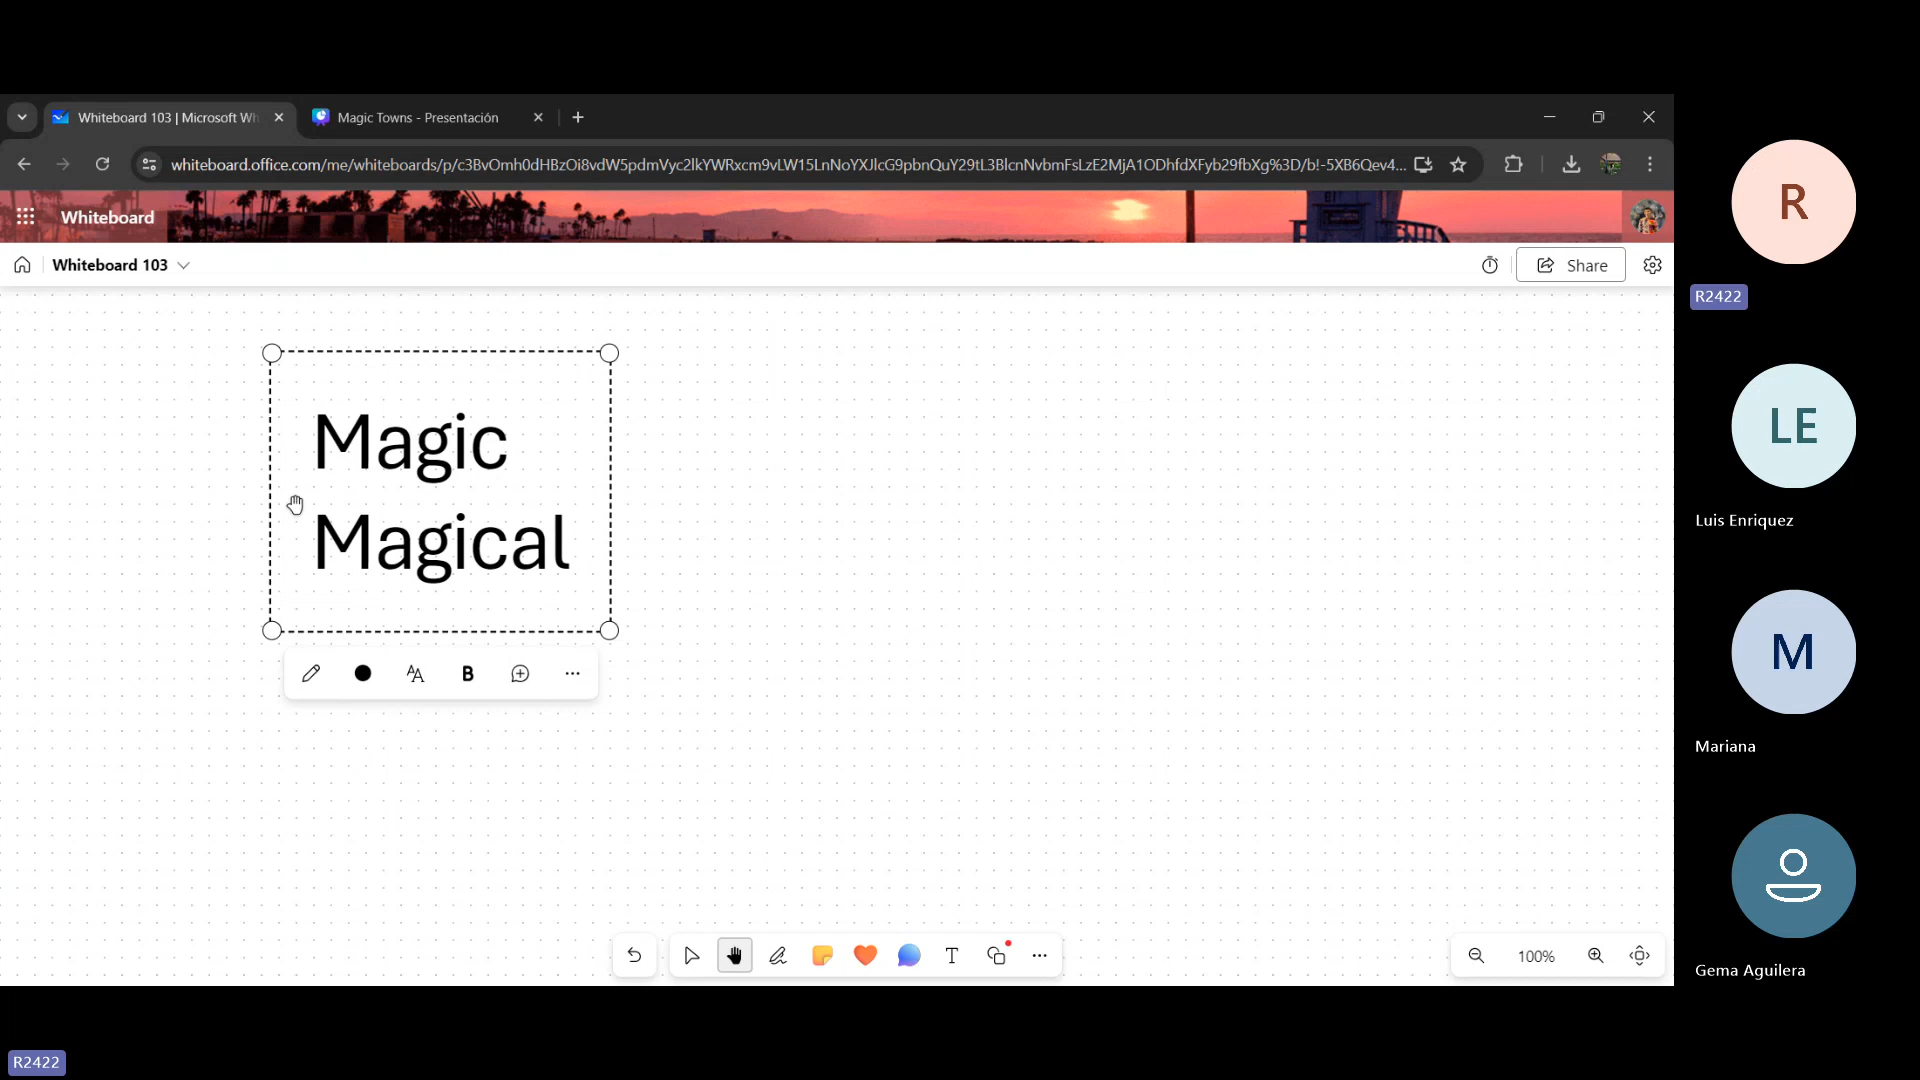 Whiteboard 103 | Microsoft Wh
Magic Towns - Presentación
whiteboard.office.com/me/whiteboards/p/c3BvOmh0dHBzOi8vdW5pdmVyc2lkYWRxcm9vLW15LnNoYXJlcG9pbnQuY29tL3BlcnNvbmFsLzE2MjA1ODhfdXFyb29fbXg%3D/b!-5XB6Qev4...
Whiteboard
Whiteboard 103
Share
Magic
Magical
B
100%
R
R2422
LE
Luis Enriquez
M
Mariana
Gema Aguilera
R2422